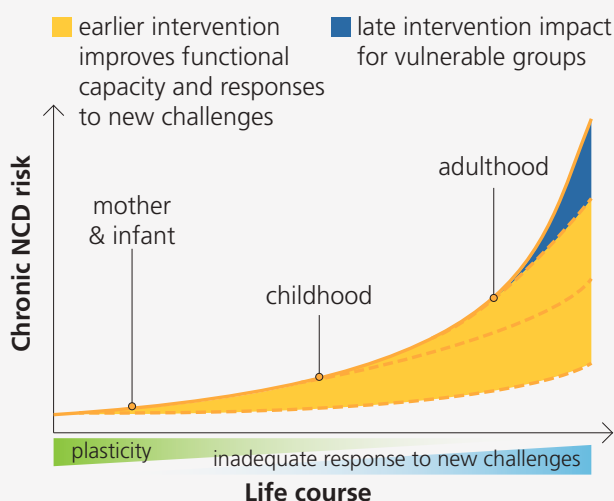 earlier intervention
improves functional
capacity and responses
to new challenges
late intervention impact
for vulnerable groups
Chronic NCD risk
mother
& infant
childhood
adulthood
plasticity
inadequate response to new challenges
Life course